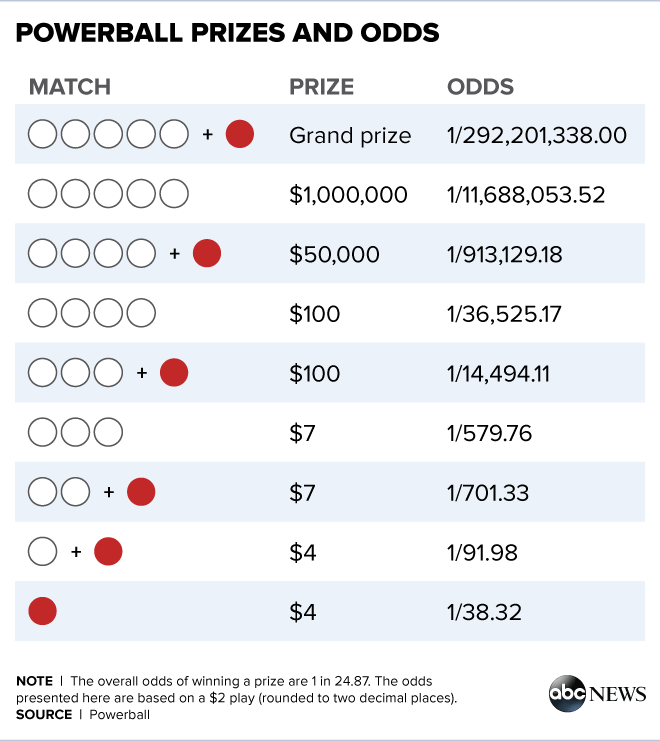 POWERBALL PRIZES AND ODDS
MATCH PRIZE ODDS
+ Grand prize 1/292,201,338.00
$1,000,000 1/11,688,053.52
+ $50,000 1/913,129.18
$100 1/36,525.17
+ $100 1/14,494.11
$7 1/579.76
+ $7 1/701.33
+ $4 1/91.98
$4 1/38.32
NOTE | The overall odds of winning a prize are 1 in 24.87. The odds
presented here are based on a $2 play (rounded to two decimal places).
SOURCE | Powerball
abc NEWS